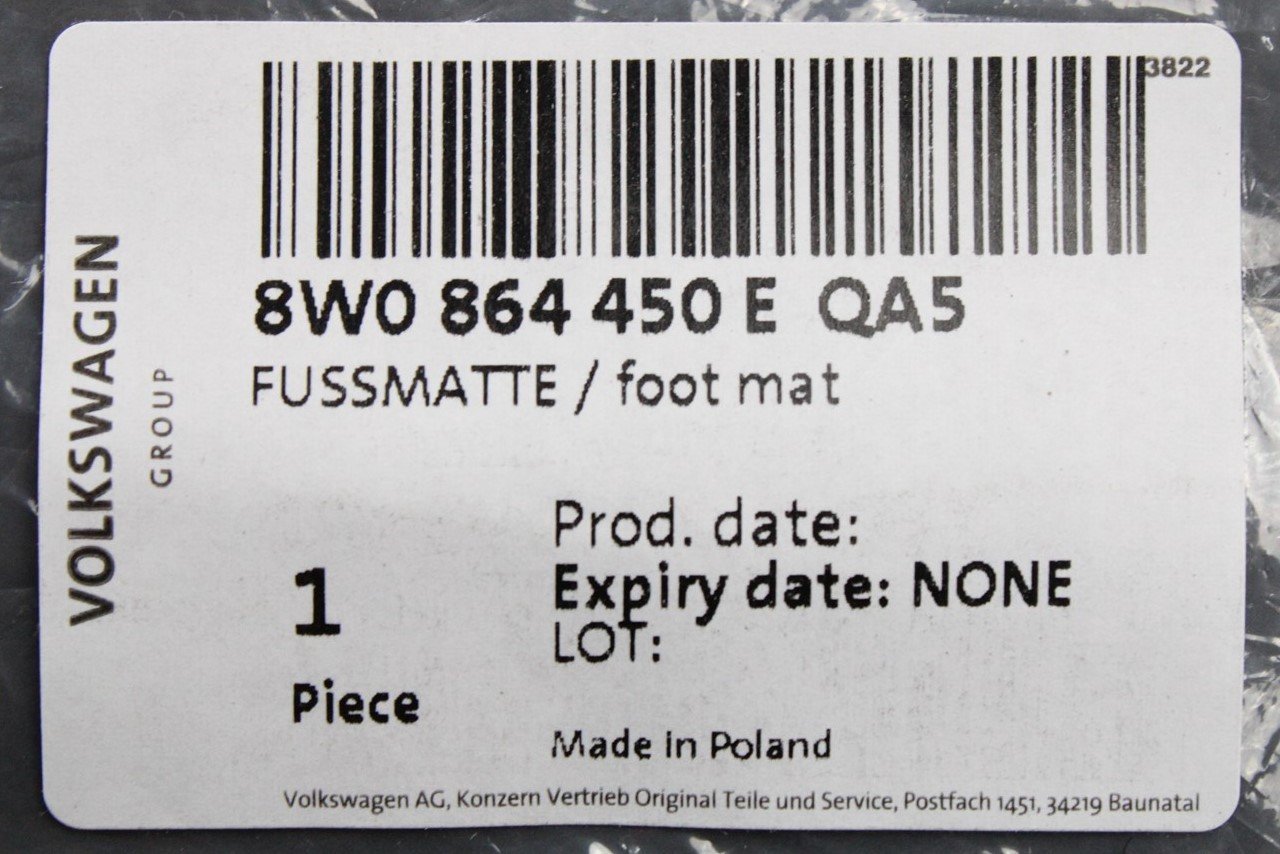 3822
8W0 864 450 E QA5
FUSSMATTE / foot mat
VOLKSWAGEN
GROUP
Prod. date:
Expiry date: NONE
LOT:
1
Piece
Made in Poland
Volkswagen AG, Konzern Vertrieb Original Teile und Service, Postfach 1451, 34219 Baunatal